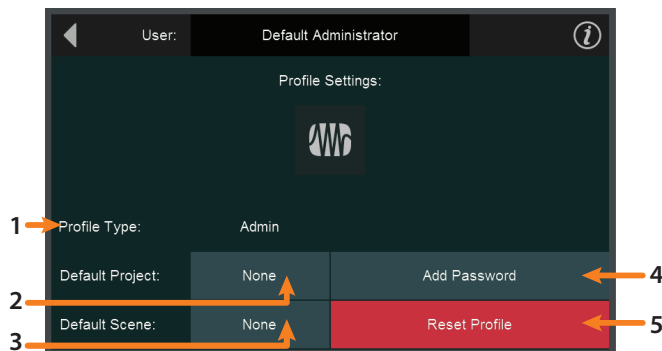 User: Default Administrator i
Profile Settings:
1 Profile Type: Admin
Default Project: None Add Password 4
2
Default Scene: None Reset Profile 5
3